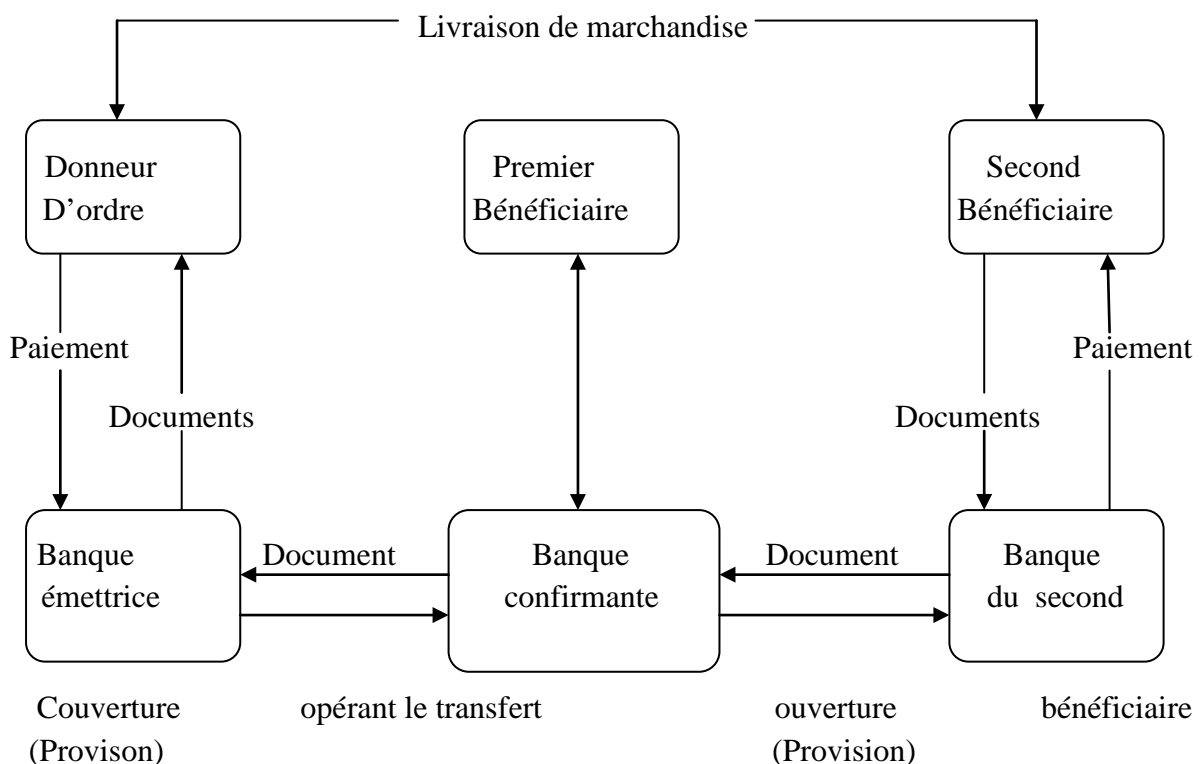 Livraison de marchandise
Donneur
D’ordre
Premier
Bénéficiaire
Second
Bénéficiaire
Paiement
Documents
Documents
Paiement
Banque
émettrice
Document
Banque
confirmante
Document
Banque
du second
Couverture opérant le transfert ouverture bénéficiaire
(Provison) (Provision)